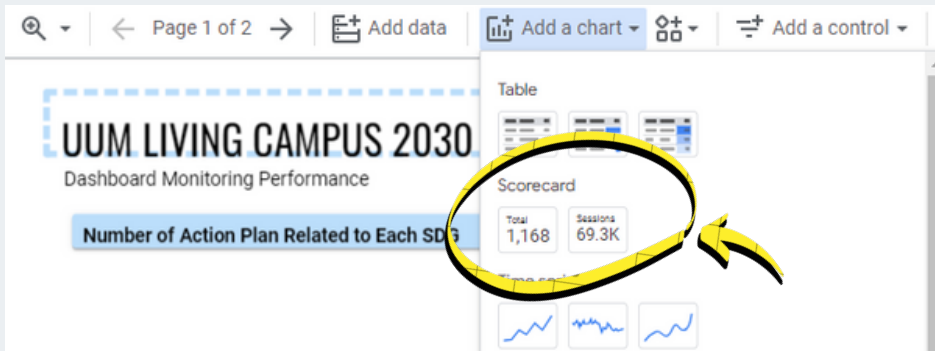 Page 1 of 2 Add data Add a chart Add a control
Table
UUM LIVING CAMPUS 2030
Dashboard Monitoring Performance
Scorecard
Number of Action Plan Related to Each SDG
Total Sessions
1,168 69.3K
Time